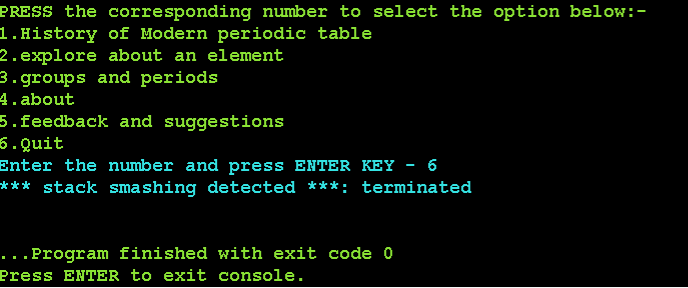 PRESS the corresponding number to select the option below:-
1.History of Modern periodic table
2.explore about an element
3.groups and periods
4.about
5.feedback and suggestions
6.Quit
Enter the number and press ENTER KEY - 6
*** stack smashing detected ***: terminated
...Program finished with exit code 0
Press ENTER to exit console.